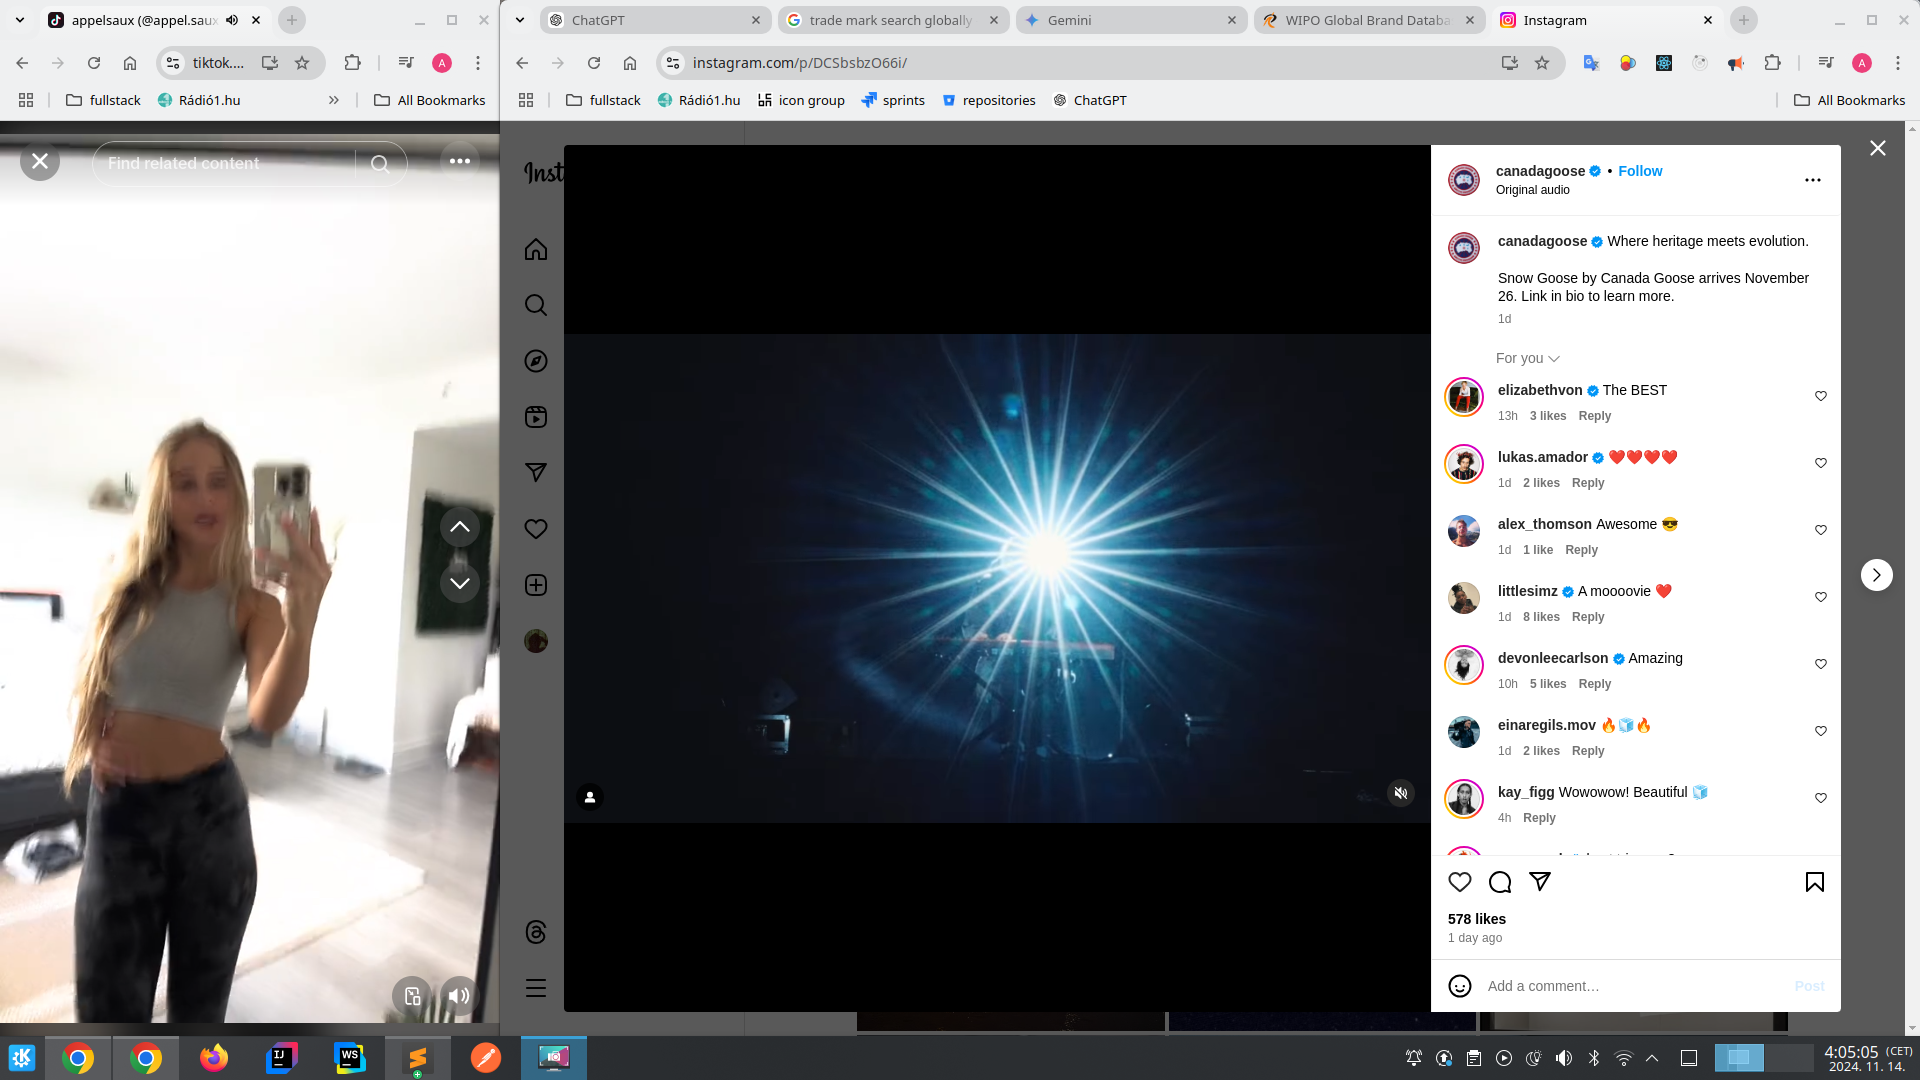 appelsaux (@appel.saux
tiktok....
fullstack
Rádió1.hu
All Bookmarks
Find related content
ChatGPT
trade mark search globally
Gemini
WIPO Global Brand Databa
Instagram
instagram.com/p/DCSbsbzO66i/
fullstack
Rádió1.hu
icon group
sprints
repositories
ChatGPT
All Bookmarks
Inst
canadagoose • Follow
Original audio
canadagoose Where heritage meets evolution.
Snow Goose by Canada Goose arrives November
26. Link in bio to learn more.
1d
For you
elizabethvon The BEST
13h 3 likes Reply
lukas.amador ❤️❤️❤️❤️
1d 2 likes Reply
alex_thomson Awesome 😎
1d 1 like Reply
littlesimz A moooovie ❤️
1d 8 likes Reply
devonleecarlson Amazing
10h 5 likes Reply
einaregils.mov 🔥🧊🔥
1d 2 likes Reply
kay_figg Wowowow! Beautiful 🧊
4h Reply
578 likes
1 day ago
Add a comment…
Post
4:05:05 (CET)
2024. 11. 14.